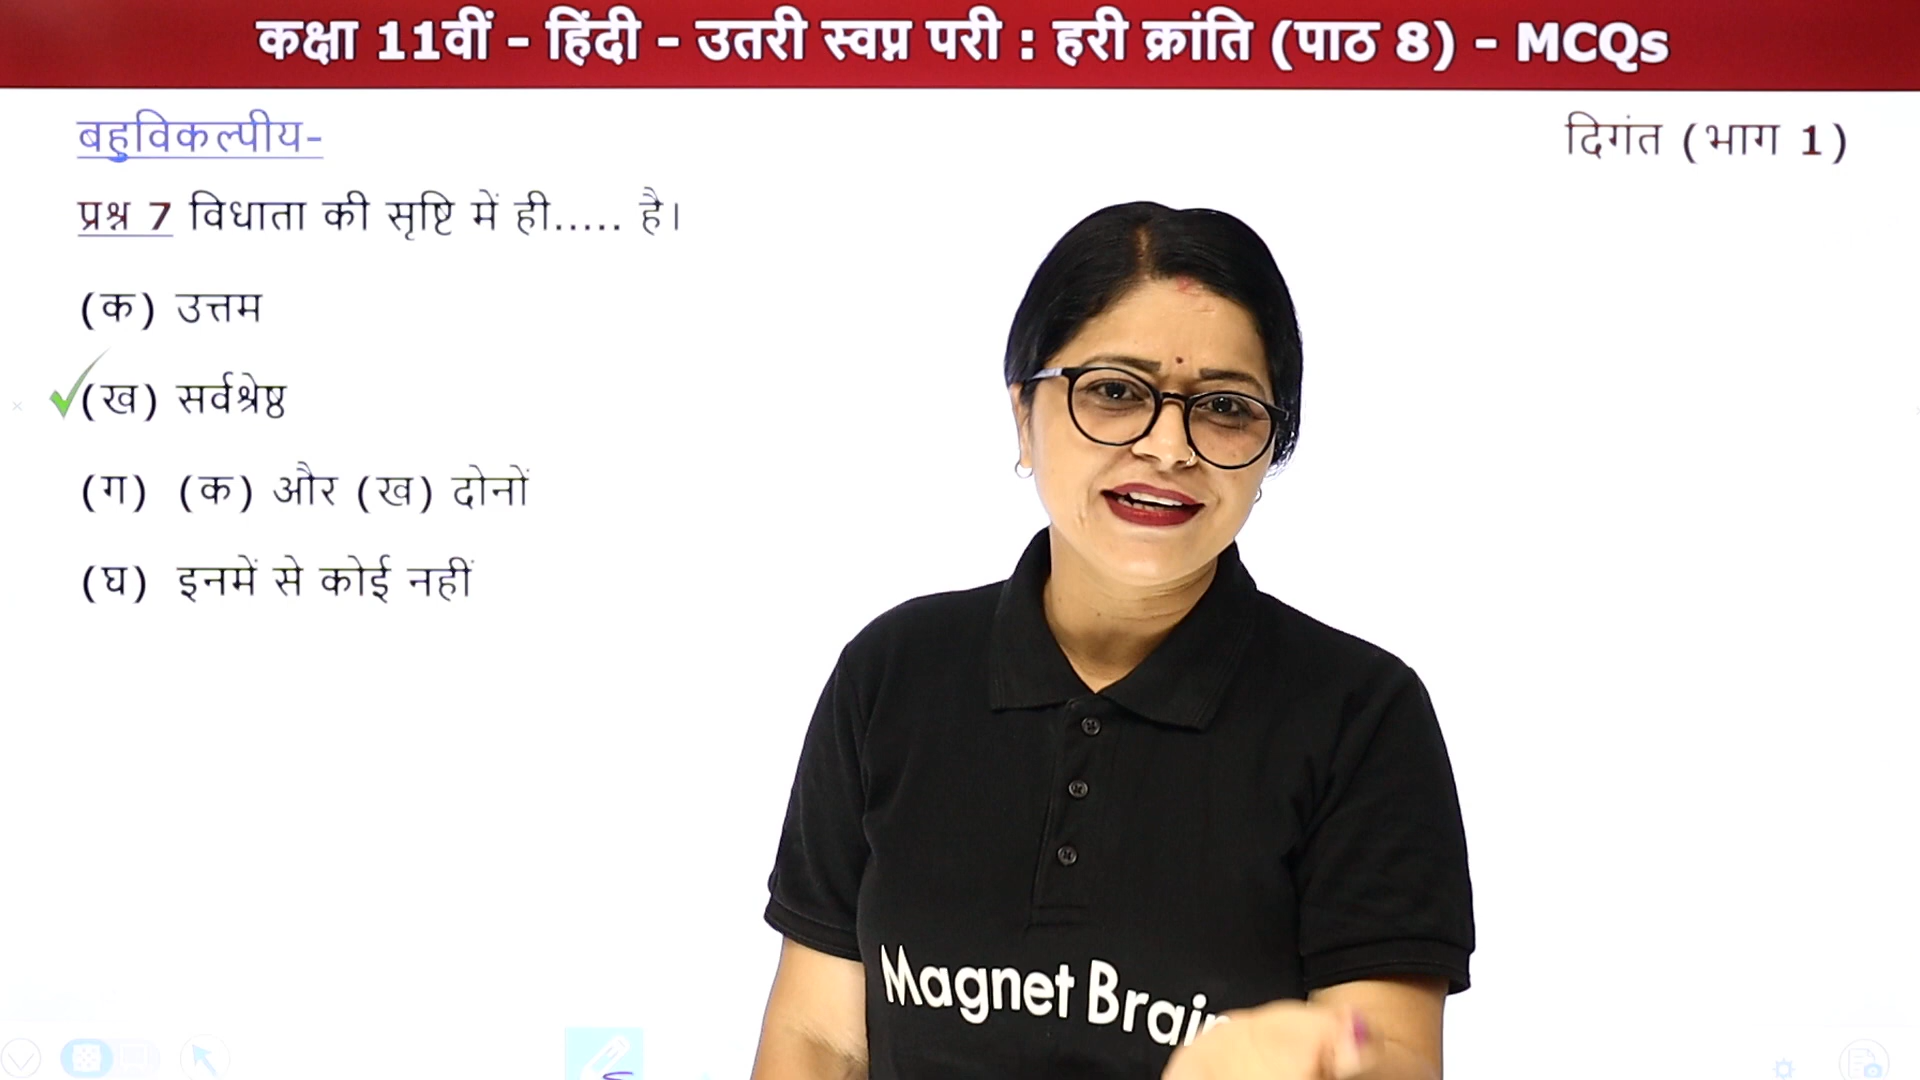 कक्षा 11वीं - हिंदी - उतरी स्वप्न परी : हरी क्रांति (पाठ 8) - MCQs
बहुविकल्पीय-
दिगंत (भाग 1)
प्रश्न 7 विधाता की सृष्टि में ही..... है।
(क) उत्तम
(ख) सर्वश्रेष्ठ
(ग) (क) और (ख) दोनों
(घ) इनमें से कोई नहीं
Magnet Brain